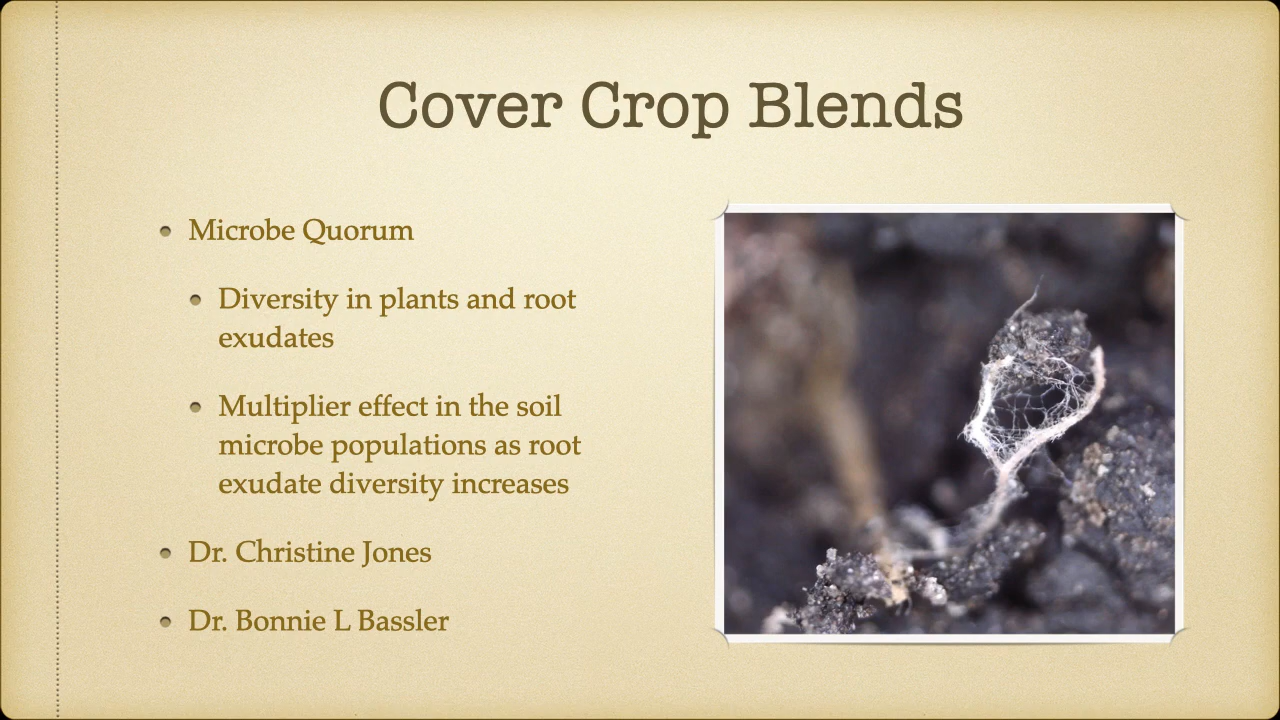 Cover Crop Blends
Microbe Quorum
Diversity in plants and root
exudates
Multiplier effect in the soil
microbe populations as root
exudate diversity increases
Dr. Christine Jones
Dr. Bonnie L Bassler